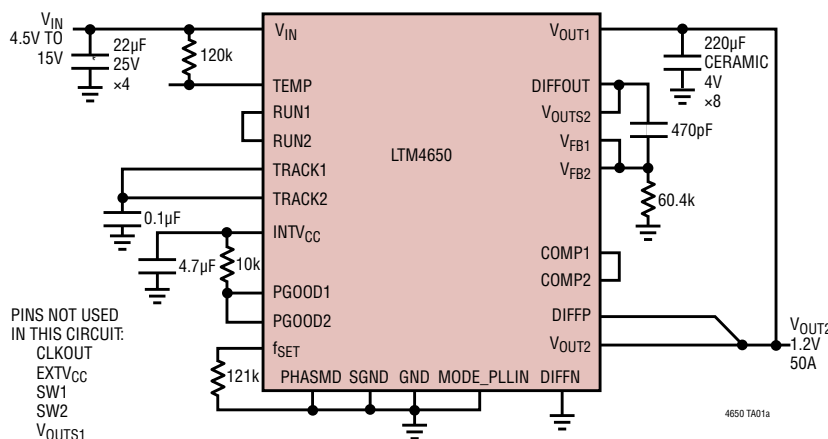 VIN
4.5V TO
15V
22µF
25V
×4
120k
VIN
TEMP
RUN1
RUN2
TRACK1
TRACK2
0.1µF
INTVCC
4.7µF
10k
PGOOD1
PGOOD2
fSET
121k
PHASMD
SGND
GND
MODE_PLLIN
DIFFN
LTM4650
VOUT1
DIFFOUT
VOUTS2
VFB1
VFB2
COMP1
COMP2
DIFFP
VOUT2
220µF
CERAMIC
4V
×8
470pF
60.4k
VOUT2
1.2V
50A
PINS NOT USED
IN THIS CIRCUIT:
CLKOUT
EXTVCC
SW1
SW2
VOUTS1
4650 TA01a